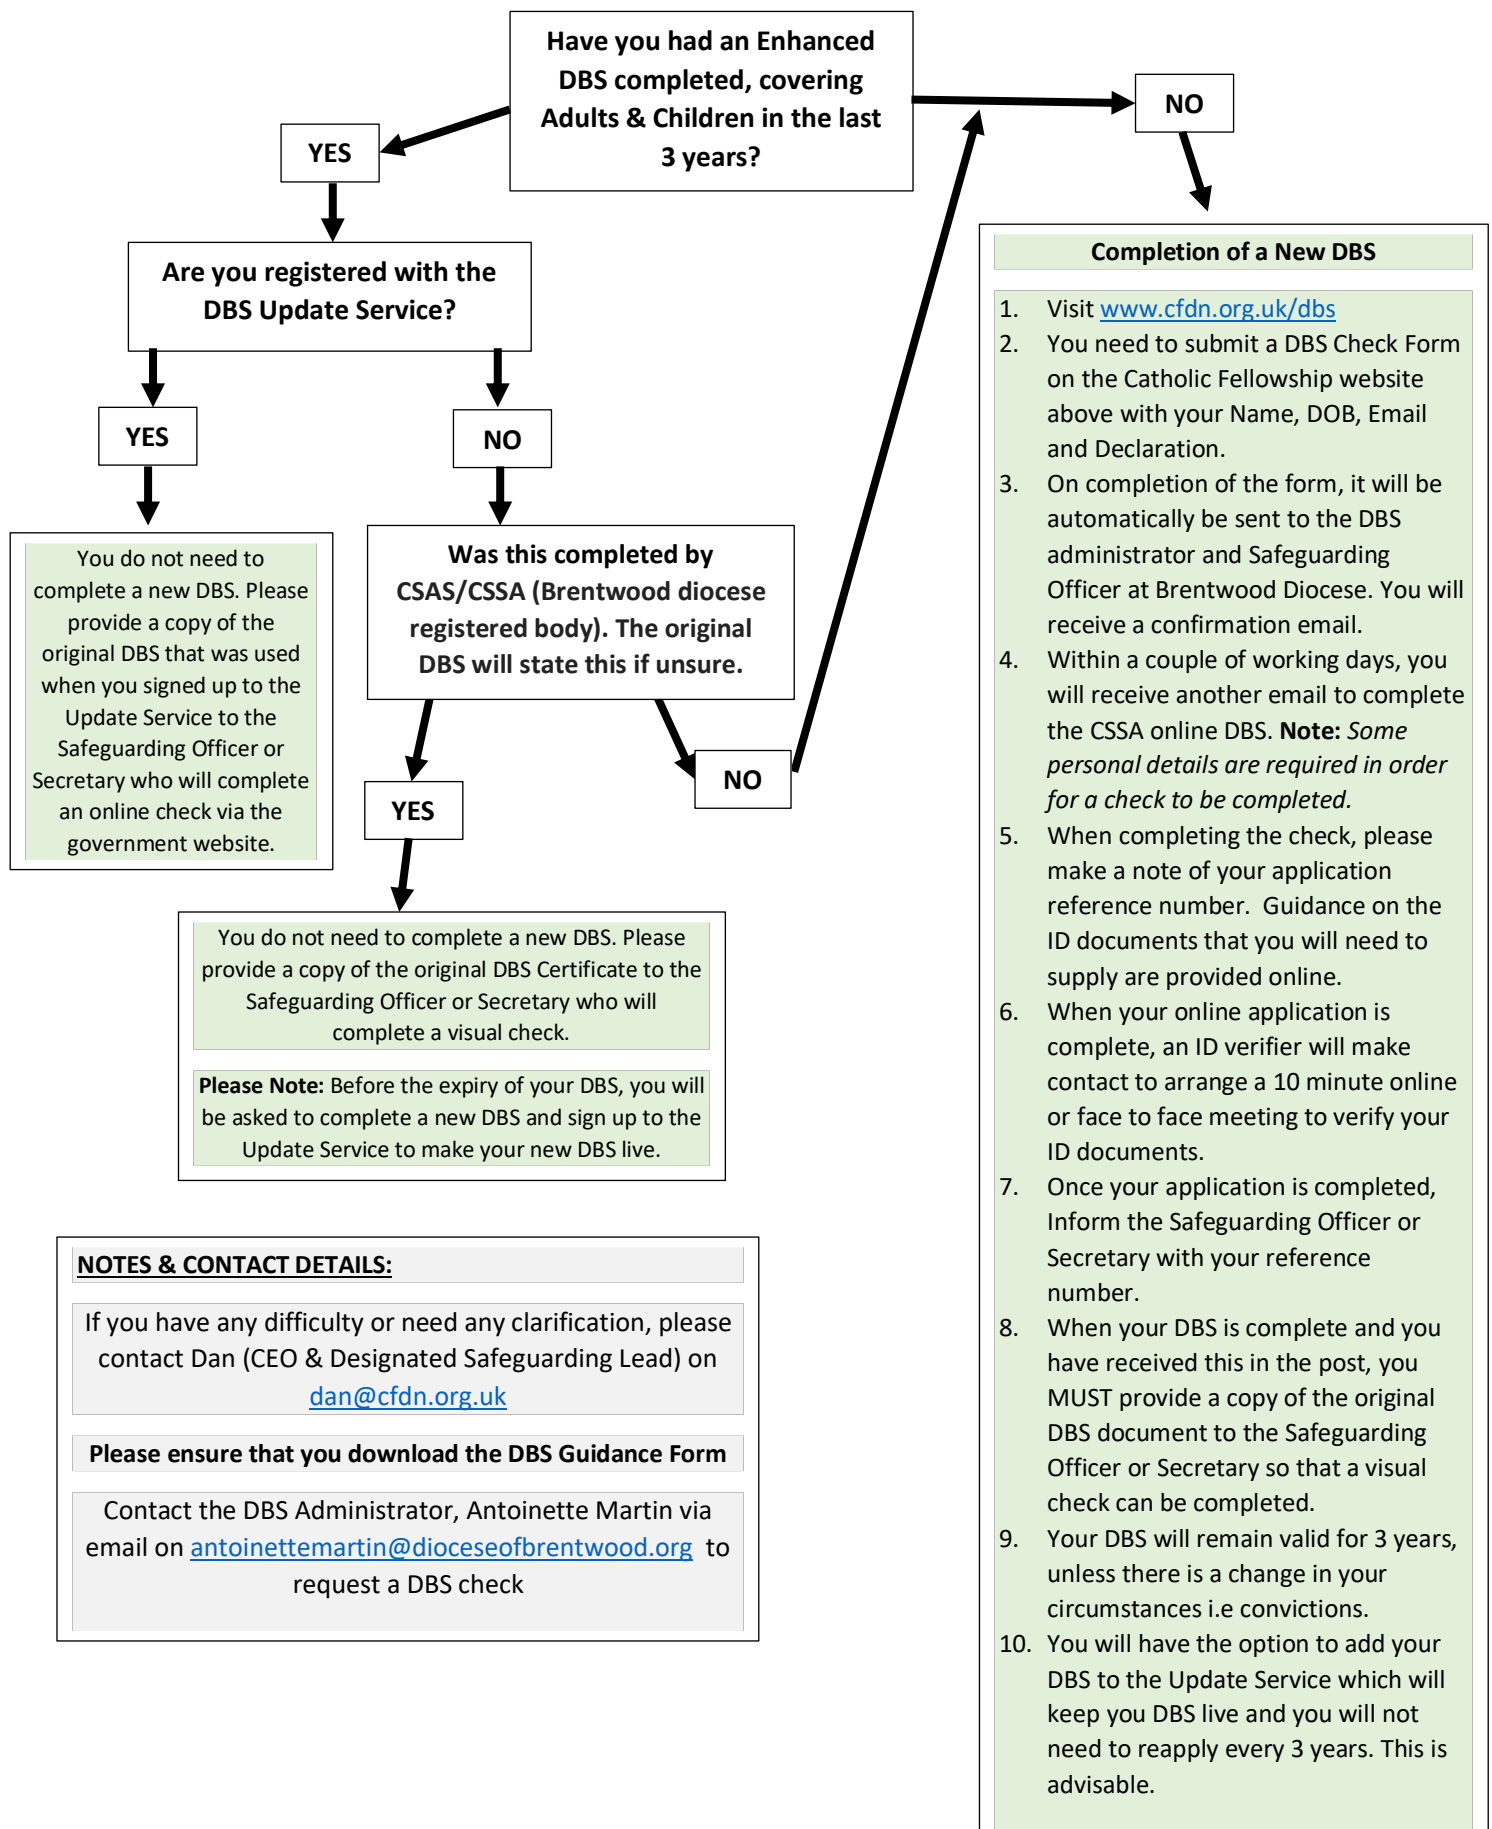 Have you had an Enhanced
DBS completed, covering
Adults & Children in the last
3 years?
NO
YES
Are you registered with the
DBS Update Service?
YES
NO
You do not need to
complete a new DBS. Please
provide a copy of the
original DBS that was used
when you signed up to the
Update Service to the
Safeguarding Officer or
Secretary who will complete
an online check via the
government website.
Was this completed by
CSAS/CSSA (Brentwood diocese
registered body). The original
DBS will state this if unsure.
NO
YES
You do not need to complete a new DBS. Please
provide a copy of the original DBS Certificate to the
Safeguarding Officer or Secretary who will
complete a visual check.
Please Note: Before the expiry of your DBS, you will
be asked to complete a new DBS and sign up to the
Update Service to make your new DBS live.
NOTES & CONTACT DETAILS:
If you have any difficulty or need any clarification, please
contact Dan (CEO & Designated Safeguarding Lead) on
dan@cfdn.org.uk
Please ensure that you download the DBS Guidance Form
Contact the DBS Administrator, Antoinette Martin via
email on antoinettemartin@dioceseofbrentwood.org to
request a DBS check
Completion of a New DBS
1. Visit www.cfdn.org.uk/dbs
2. You need to submit a DBS Check Form
on the Catholic Fellowship website
above with your Name, DOB, Email
and Declaration.
3. On completion of the form, it will be
automatically be sent to the DBS
administrator and Safeguarding
Officer at Brentwood Diocese. You will
receive a confirmation email.
4. Within a couple of working days, you
will receive another email to complete
the CSSA online DBS. Note: Some
personal details are required in order
for a check to be completed.
5. When completing the check, please
make a note of your application
reference number. Guidance on the
ID documents that you will need to
supply are provided online.
6. When your online application is
complete, an ID verifier will make
contact to arrange a 10 minute online
or face to face meeting to verify your
ID documents.
7. Once your application is completed,
Inform the Safeguarding Officer or
Secretary with your reference
number.
8. When your DBS is complete and you
have received this in the post, you
MUST provide a copy of the original
DBS document to the Safeguarding
Officer or Secretary so that a visual
check can be completed.
9. Your DBS will remain valid for 3 years,
unless there is a change in your
circumstances i.e convictions.
10. You will have the option to add your
DBS to the Update Service which will
keep you DBS live and you will not
need to reapply every 3 years. This is
advisable.